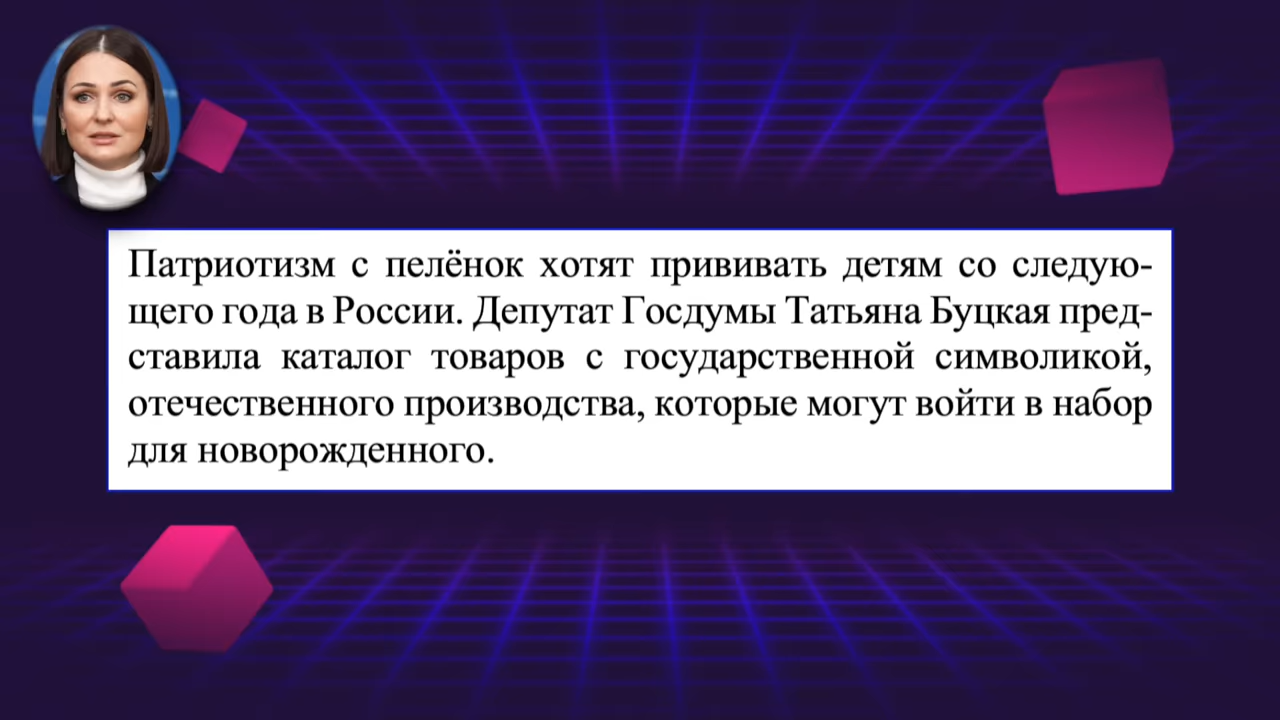 Патриотизм с пелёнок хотят прививать детям со следую-
щего года в России. Депутат Госдумы Татьяна Буцкая пред-
ставила каталог товаров с государственной символикой,
отечественного производства, которые могут войти в набор
для новорожденного.